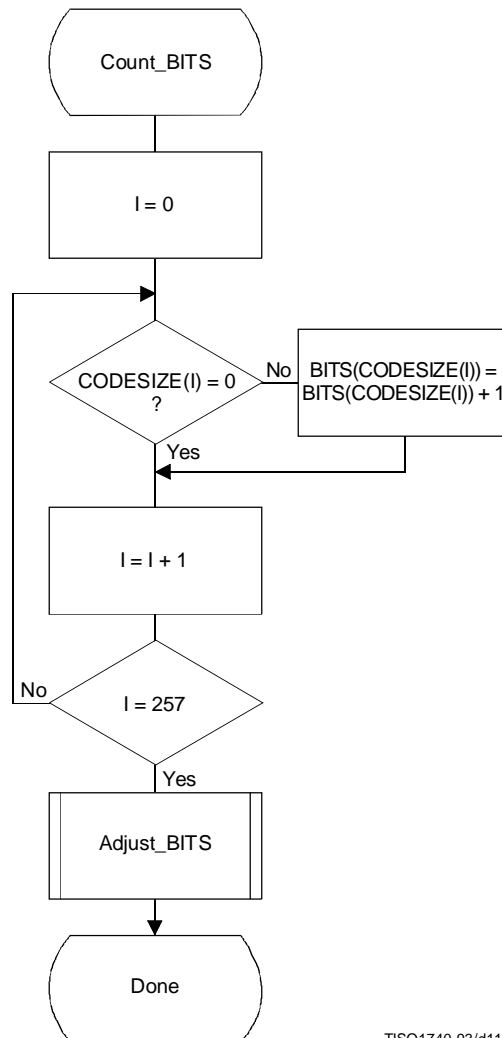 Count_BITS
I = 0
CODESIZE(I) = 0
?
No
BITS(CODESIZE(I)) =
BITS(CODESIZE(I)) + 1
Yes
I = I + 1
No
I = 257
Yes
Adjust_BITS
Done